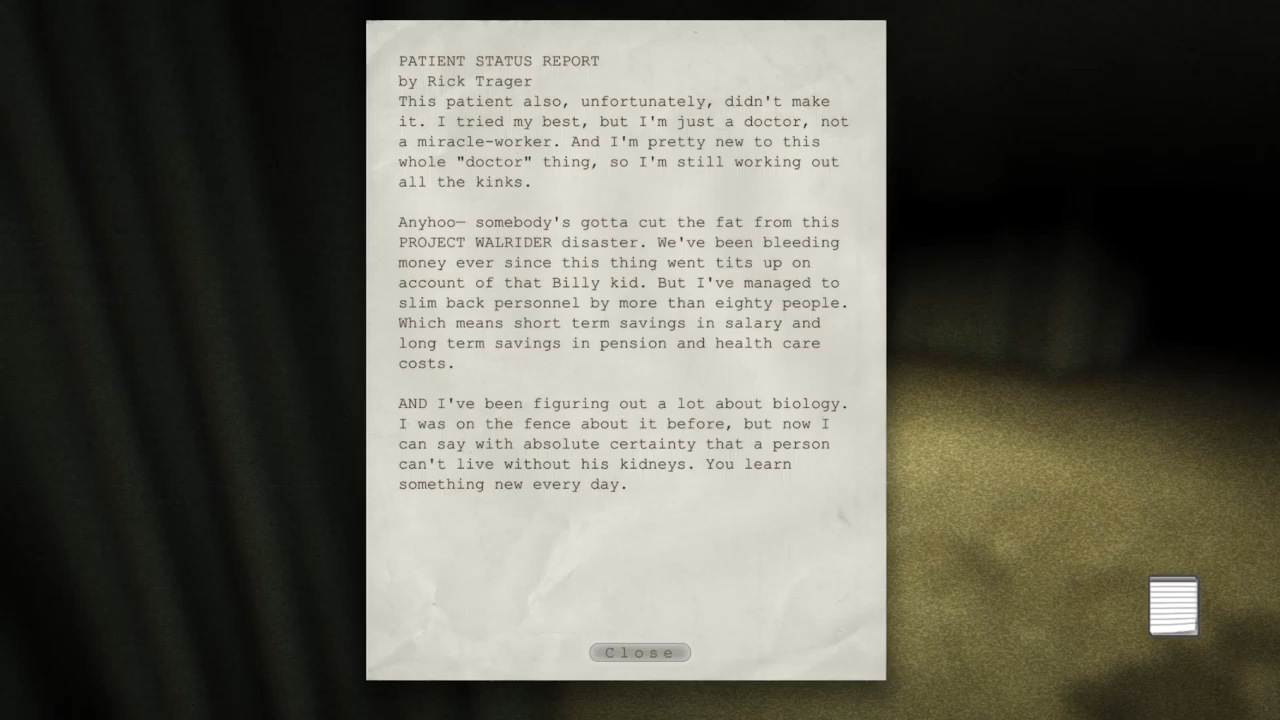 PATIENT STATUS REPORT
by Rick Trager
This patient also, unfortunately, didn't make
it. I tried my best, but I'm just a doctor, not
a miracle-worker. And I'm pretty new to this
whole "doctor" thing, so I'm still working out
all the kinks.
Anyhoo— somebody's gotta cut the fat from this
PROJECT WALRIDER disaster. We've been bleeding
money ever since this thing went tits up on
account of that Billy kid. But I've managed to
slim back personnel by more than eighty people.
Which means short term savings in salary and
long term savings in pension and health care
costs.
AND I've been figuring out a lot about biology.
I was on the fence about it before, but now I
can say with absolute certainty that a person
can't live without his kidneys. You learn
something new every day.
Close